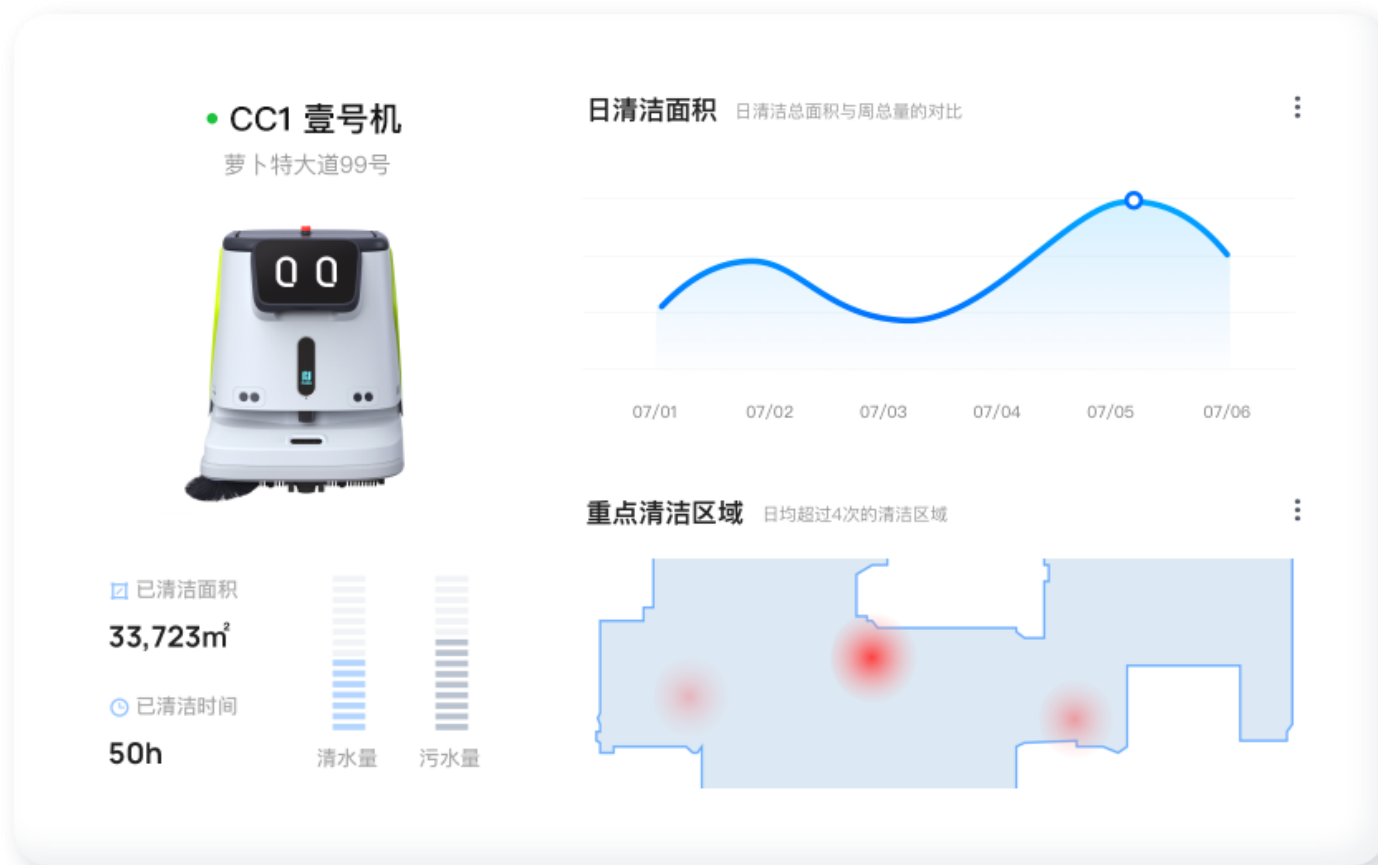 CC1 壹号机
萝卜特大道99号
00
已清洁面积
33,723㎡
已清洁时间
50h
清水量
污水量
日清洁面积 日清洁总面积与周总量的对比
07/01 07/02 07/03 07/04 07/05 07/06
重点清洁区域 日均超过4次的清洁区域